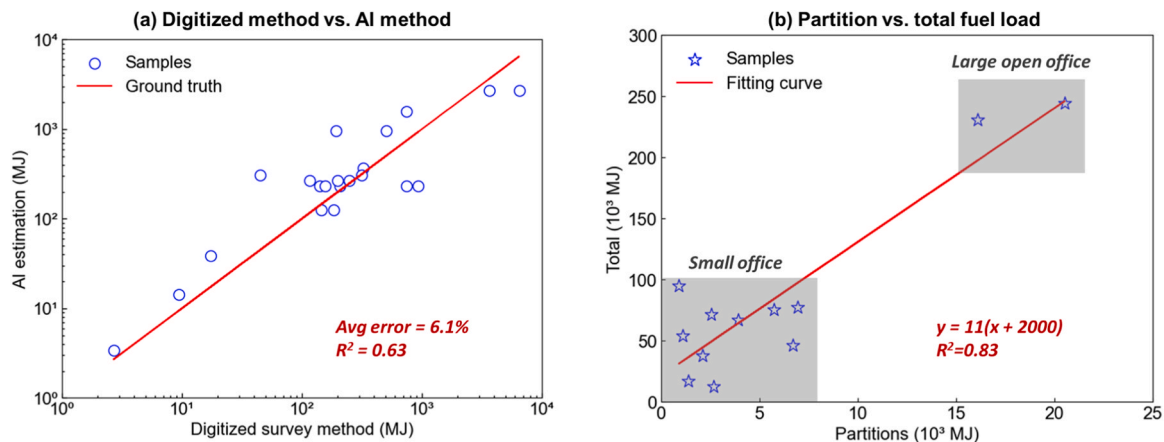 (a) Digitized method vs. AI method
10⁴
10³
10²
10¹
10⁰
AI estimation (MJ)
Samples
Ground truth
Avg error = 6.1%
R² = 0.63
10⁰ 10¹ 10² 10³ 10⁴
Digitized survey method (MJ)
(b) Partition vs. total fuel load
300
250
200
150
100
50
0
Total (10³ MJ)
Samples
Fitting curve
Large open office
Small office
y = 11(x + 2000)
R²=0.83
0 5 10 15 20 25
Partitions (10³ MJ)